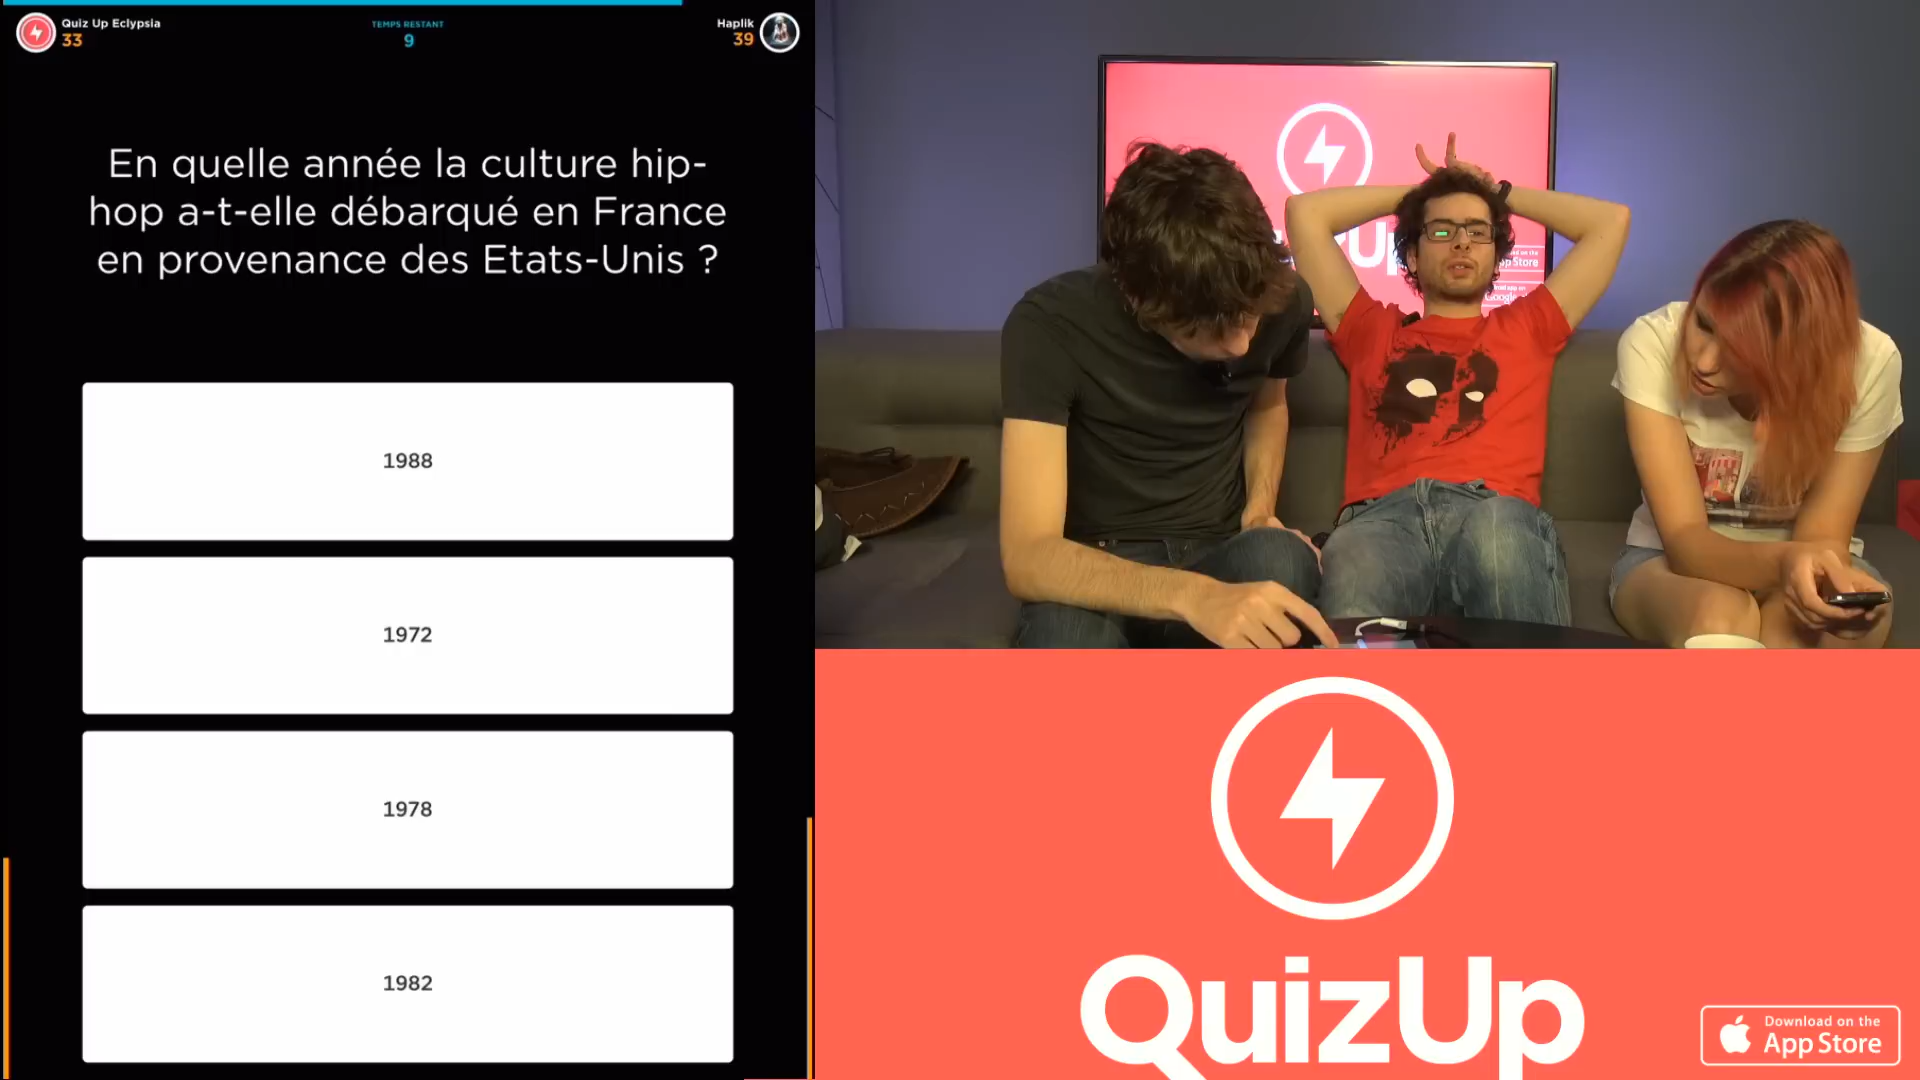 Quiz Up Eclypsia
33
TEMPS RESTANT
9
Haplik
39
En quelle année la culture hip-
hop a-t-elle débarqué en France
en provenance des Etats-Unis ?
1988
1972
1978
1982
QuizUp
Download on the
App Store